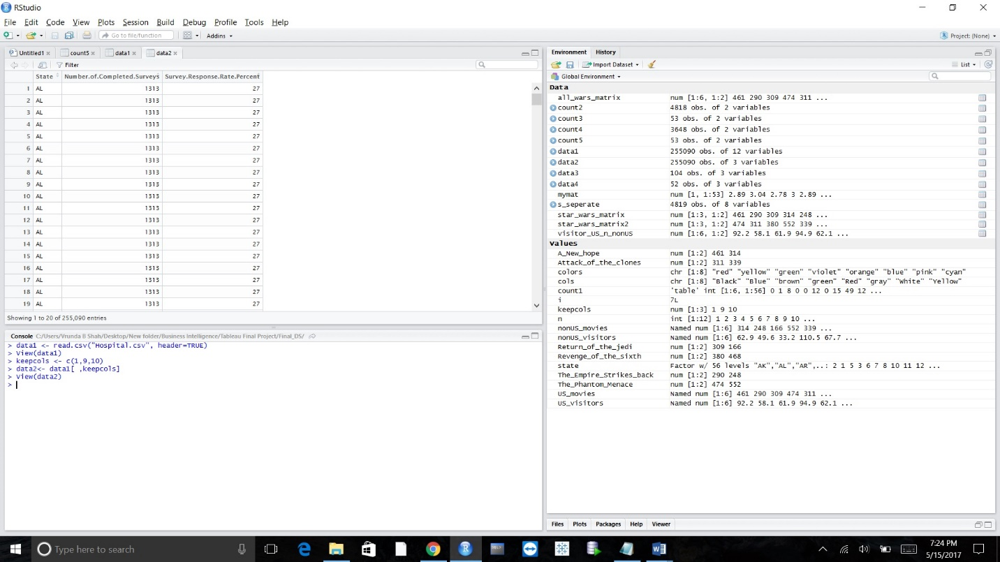 RStudio
File Edit Code View Plots Session Build Debug Profile Tools Help
Go to file/function Addins Project: (None)
Untitled1 count5 data1 data2
Filter
State Number.of.Completed.Surveys Survey.Response.Rate.Percent
1 AL 1313 27
2 AL 1313 27
3 AL 1313 27
4 AL 1313 27
5 AL 1313 27
6 AL 1313 27
7 AL 1313 27
8 AL 1313 27
9 AL 1313 27
10 AL 1313 27
11 AL 1313 27
12 AL 1313 27
13 AL 1313 27
14 AL 1313 27
15 AL 1313 27
16 AL 1313 27
17 AL 1313 27
18 AL 1313 27
19 AL 1313 27
Showing 1 to 20 of 255,090 entries
Console C:/Users/Vrunda B Shah/Desktop/New folder/Business Intelligence/Tableau Final Project/Final_DS/
> data1 <- read.csv("Hospital.csv", header=TRUE)
> View(data1)
> keepcols <- c(1,9,10)
> data2<- data1[ ,keepcols]
> View(data2)
>
Environment History
Import Dataset List
Global Environment
Data
all_wars_matrix num [1:6, 1:2] 461 290 309 474 311 ...
count2 4818 obs. of 2 variables
count3 53 obs. of 2 variables
count4 3648 obs. of 2 variables
count5 53 obs. of 2 variables
data1 255090 obs. of 12 variables
data2 255090 obs. of 3 variables
data3 104 obs. of 3 variables
data4 52 obs. of 3 variables
mymat num [1, 1:53] 2.89 3.04 2.78 3 2.89 ...
s_seperate 4819 obs. of 8 variables
star_wars_matrix num [1:3, 1:2] 461 290 309 314 248 ...
star_wars_matrix2 num [1:3, 1:2] 474 311 380 552 339 ...
visitor_US_n_nonUS num [1:6, 1:2] 92.2 58.1 61.9 94.9 62.1 ...
Values
A_New_hope num [1:2] 461 314
Attack_of_the_clones num [1:2] 311 339
colors chr [1:8] "red" "yellow" "green" "violet" "orange" "blue" "pink" "cyan"
cols chr [1:8] "Black" "Blue" "brown" "green" "Red" "gray" "White" "Yellow"
count1 'table' int [1:6, 1:56] 0 1 8 0 0 12 0 15 49 12 ...
i 7L
keepcols num [1:3] 1 9 10
n int [1:12] 1 2 3 4 5 6 7 8 9 10 ...
nonUS_movies Named num [1:6] 314 248 166 552 339 ...
nonUS_visitors Named num [1:6] 62.9 49.6 33.2 110.5 67.7 ...
Return_of_the_jedi num [1:2] 309 166
Revenge_of_the_sixth num [1:2] 380 468
state Factor w/ 56 levels "AK","AL","AR",..: 2 1 5 3 6 7 8 10 11 12 ...
The_Empire_Strikes_back num [1:2] 290 248
The_Phantom_Menace num [1:2] 474 552
US_movies Named num [1:6] 461 290 309 474 311 ...
US_visitors Named num [1:6] 92.2 58.1 61.9 94.9 62.1 ...
Files Plots Packages Help Viewer
Type here to search
7:24 PM
5/15/2017